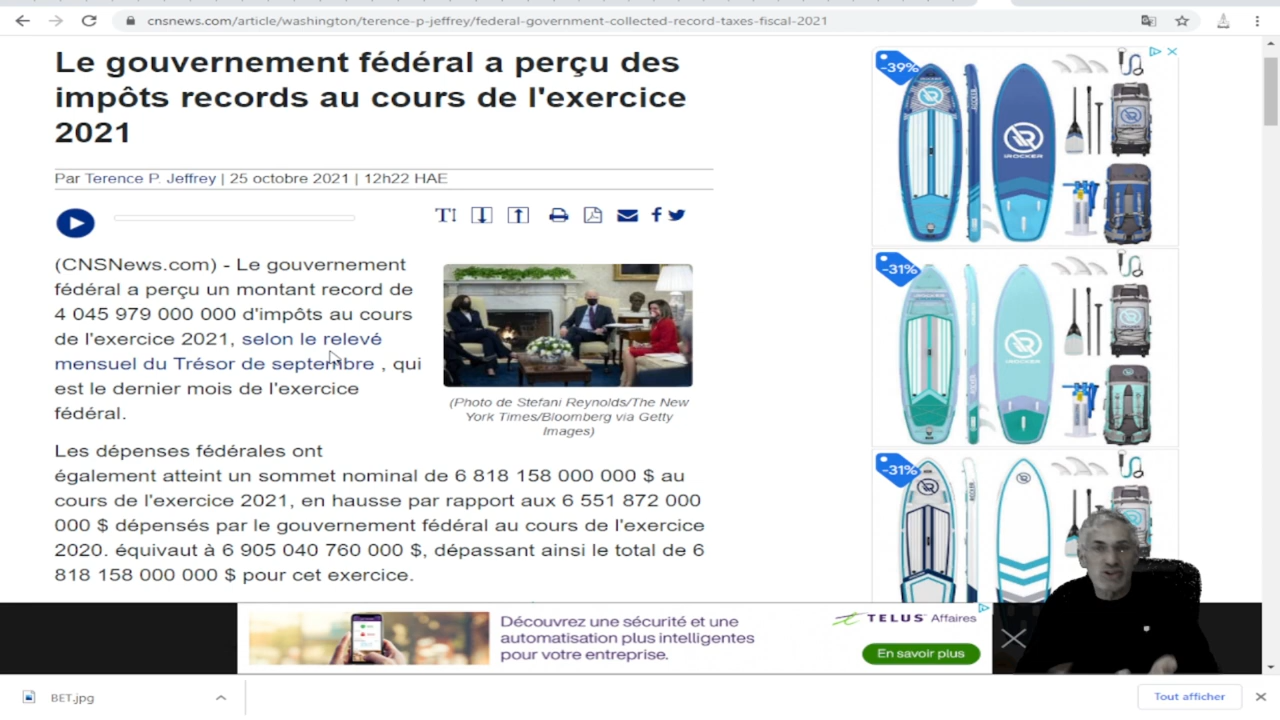 cnsnews.com/article/washington/terence-p-jeffrey/federal-government-collected-record-taxes-fiscal-2021
Le gouvernement fédéral a perçu des
impôts records au cours de l'exercice
2021
Par Terence P. Jeffrey | 25 octobre 2021 | 12h22 HAE
(CNSNews.com) - Le gouvernement
fédéral a perçu un montant record de
4 045 979 000 000 d'impôts au cours
de l'exercice 2021, selon le relevé
mensuel du Trésor de septembre , qui
est le dernier mois de l'exercice
fédéral.
(Photo de Stefani Reynolds/The New
York Times/Bloomberg via Getty
Images)
Les dépenses fédérales ont
également atteint un sommet nominal de 6 818 158 000 000 $ au
cours de l'exercice 2021, en hausse par rapport aux 6 551 872 000
000 $ dépensés par le gouvernement fédéral au cours de l'exercice
2020. équivaut à 6 905 040 760 000 $, dépassant ainsi le total de 6
818 158 000 000 $ pour cet exercice.
-39%
iROCKER
-31%
iROCKER
-31%
Découvrez une sécurité et une
automatisation plus intelligentes
pour votre entreprise.
TELUS Affaires
En savoir plus
BET.jpg
Tout afficher